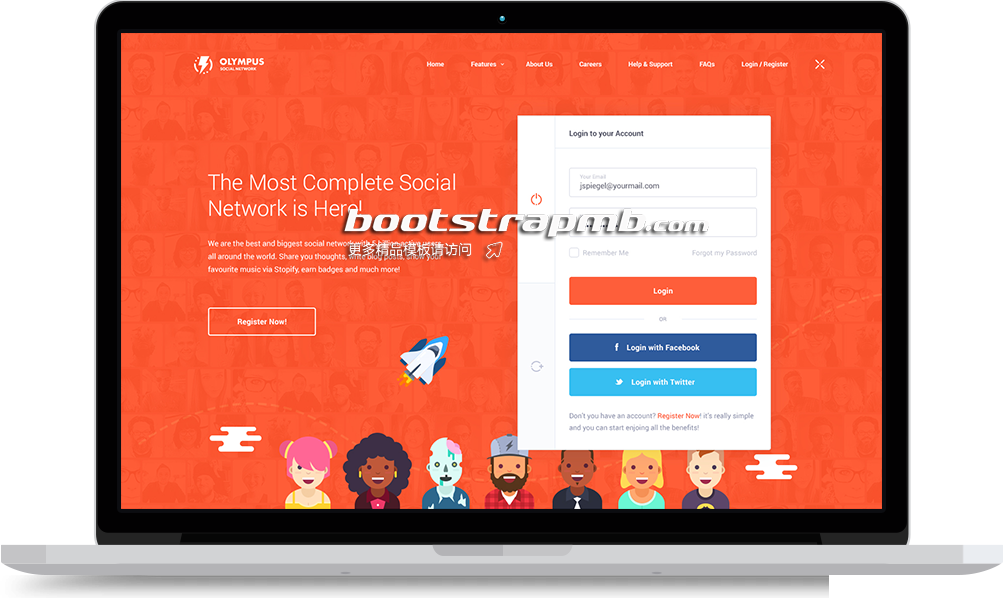 OLYMPUS
SOCIAL NETWORK
Home Features About Us Careers Help & Support FAQs Login / Register
Login to your Account
Your Email
jspiegel@yourmail.com
The Most Complete Social
Network is Here!
bootstrapmb.com
更多精品模板请访问
We are the best and biggest social network with
all around the world. Share you thoughts, write blog posts, show your
favourite music via Stopify, earn badges and much more!
Remember Me Forgot my Password
Login
OR
Register Now!
Login with Facebook
Login with Twitter
Don't you have an account? Register Now! it's really simple
and you can start enjoing all the benefits!